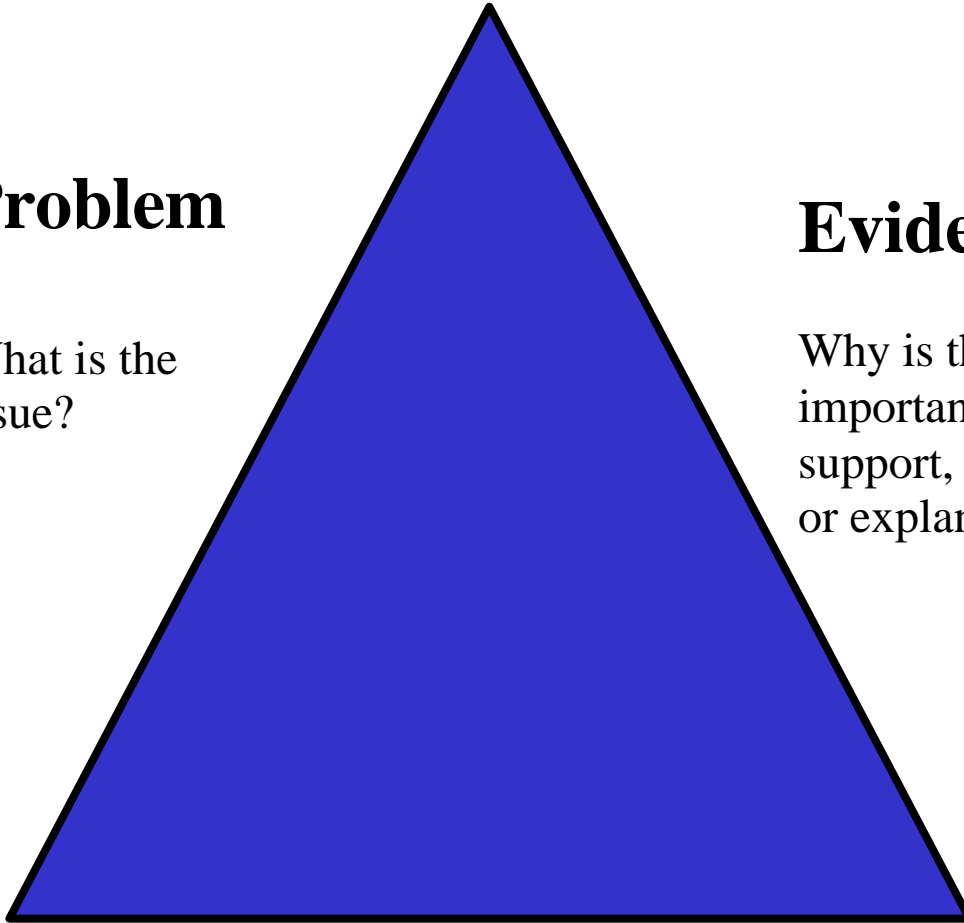 roblem
hat is the
sue?
Evide
Why is th
importan
support,
or explan